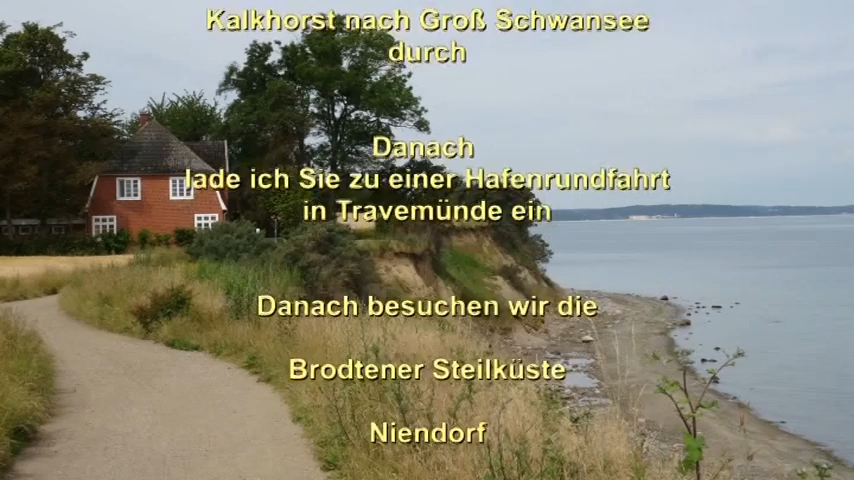 Kalkhorst nach Groß Schwansee
durch
Danach
lade ich Sie zu einer Hafenrundfahrt
in Travemünde ein
Danach besuchen wir die
Brodtener Steilküste
Niendorf